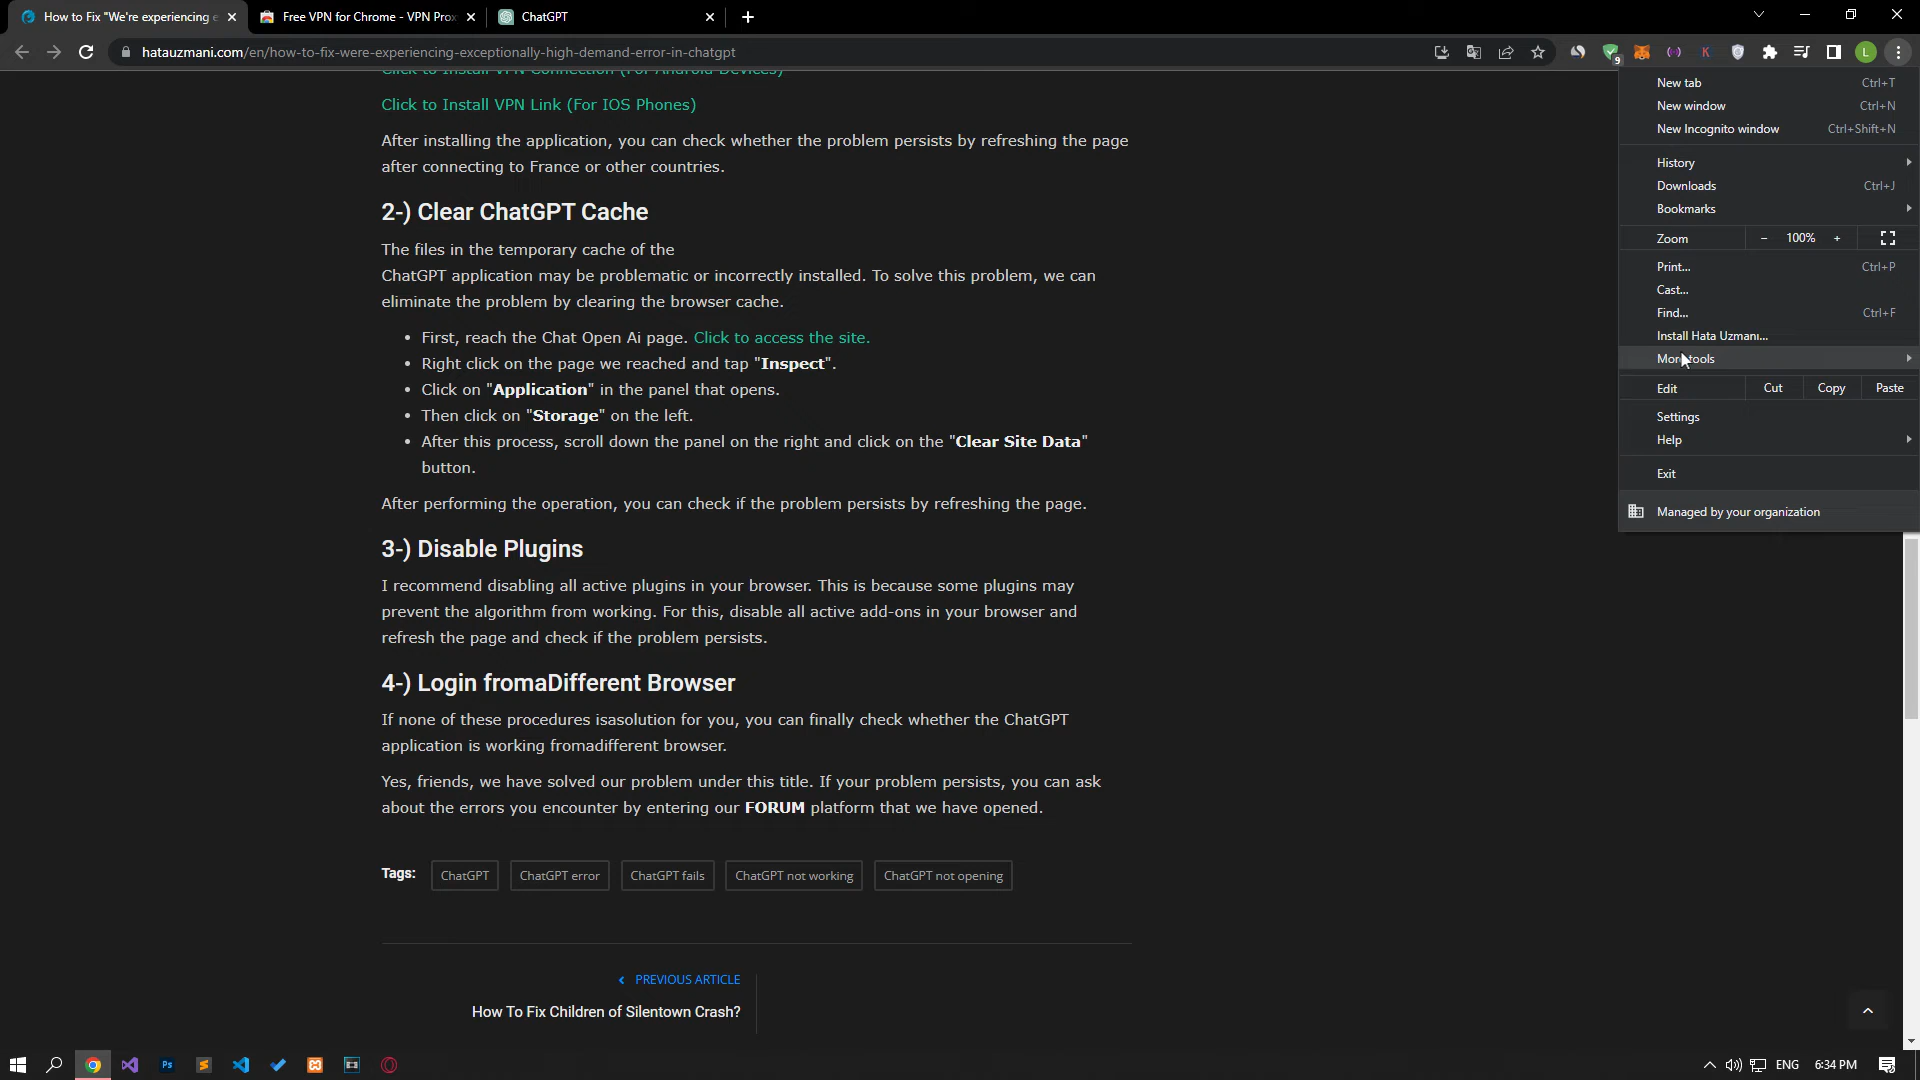 How to Fix "We're experiencing e
Free VPN for Chrome - VPN Prox
ChatGPT
hatauzmani.com/en/how-to-fix-were-experiencing-exceptionally-high-demand-error-in-chatgpt
9
K
L
Click to Install VPN Connection (For Android Devices)
Click to Install VPN Link (For IOS Phones)
After installing the application, you can check whether the problem persists by refreshing the page
after connecting to France or other countries.
2-) Clear ChatGPT Cache
The files in the temporary cache of the
ChatGPT application may be problematic or incorrectly installed. To solve this problem, we can
eliminate the problem by clearing the browser cache.
• First, reach the Chat Open Ai page. Click to access the site.
• Right click on the page we reached and tap "Inspect".
• Click on "Application" in the panel that opens.
• Then click on "Storage" on the left.
• After this process, scroll down the panel on the right and click on the "Clear Site Data"
button.
After performing the operation, you can check if the problem persists by refreshing the page.
3-) Disable Plugins
I recommend disabling all active plugins in your browser. This is because some plugins may
prevent the algorithm from working. For this, disable all active add-ons in your browser and
refresh the page and check if the problem persists.
4-) Login fromaDifferent Browser
If none of these procedures isasolution for you, you can finally check whether the ChatGPT
application is working fromadifferent browser.
Yes, friends, we have solved our problem under this title. If your problem persists, you can ask
about the errors you encounter by entering our FORUM platform that we have opened.
Tags: ChatGPT ChatGPT error ChatGPT fails ChatGPT not working ChatGPT not opening
PREVIOUS ARTICLE
How To Fix Children of Silentown Crash?
New tab Ctrl+T
New window Ctrl+N
New Incognito window Ctrl+Shift+N
History
Downloads Ctrl+J
Bookmarks
Zoom - 100% +
Print... Ctrl+P
Cast...
Find... Ctrl+F
Install Hata Uzmanı...
More tools
Edit Cut Copy Paste
Settings
Help
Exit
Managed by your organization
Ps
ENG 6:34 PM